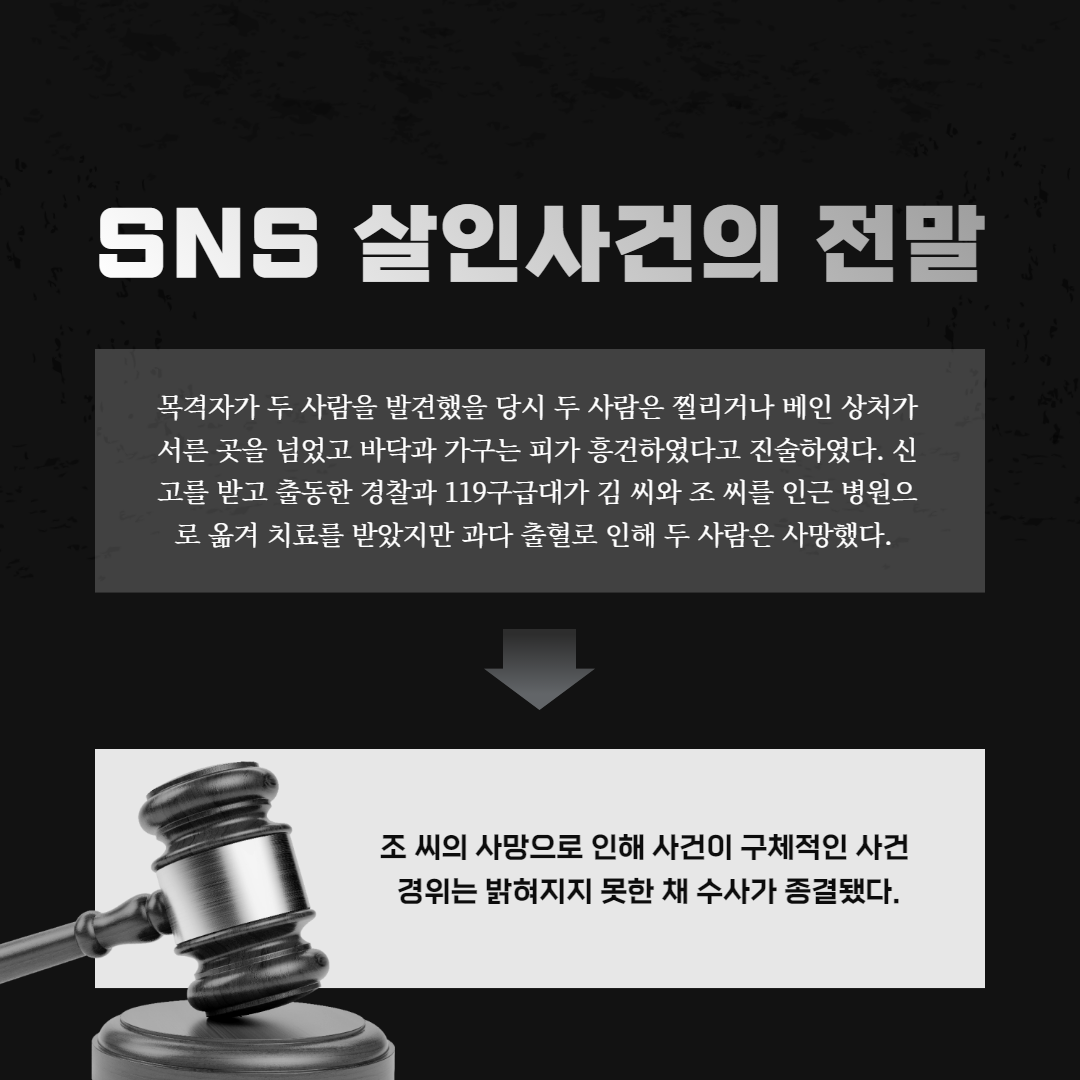 SNS 살인사건의 전말
목격자가 두 사람을 발견했을 당시 두 사람은 찔리거나 베인 상처가
서른 곳을 넘었고 바닥과 가구는 피가 흥건하였다고 진술하였다. 신
고를 받고 출동한 경찰과 119구급대가 김 씨와 조 씨를 인근 병원으
로 옮겨 치료를 받았지만 과다 출혈로 인해 두 사람은 사망했다.
조 씨의 사망으로 인해 사건이 구체적인 사건
경위는 밝혀지지 못한 채 수사가 종결됐다.